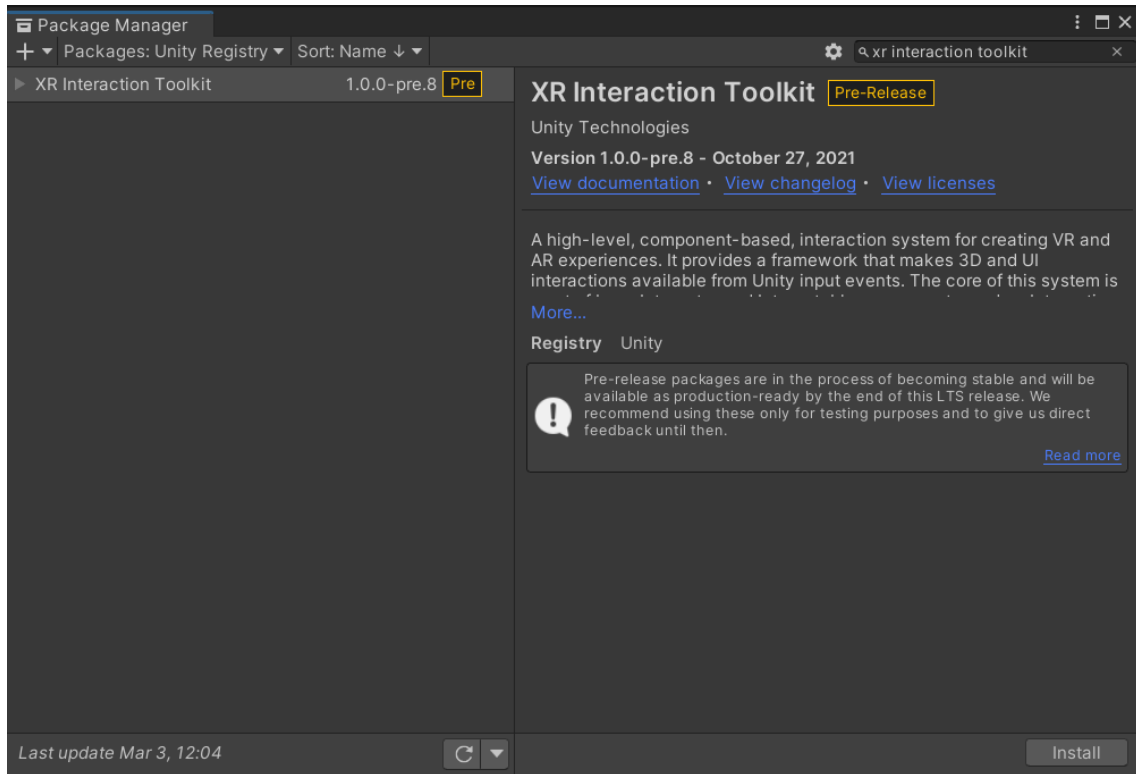 Package Manager
Packages: Unity Registry Sort: Name ↓
xr interaction toolkit
XR Interaction Toolkit 1.0.0-pre.8 Pre
XR Interaction Toolkit Pre-Release
Unity Technologies
Version 1.0.0-pre.8 - October 27, 2021
View documentation • View changelog • View licenses
A high-level, component-based, interaction system for creating VR and
AR experiences. It provides a framework that makes 3D and UI
interactions available from Unity input events. The core of this system is
More...
Registry Unity
Pre-release packages are in the process of becoming stable and will be
available as production-ready by the end of this LTS release. We
recommend using these only for testing purposes and to give us direct
feedback until then.
Read more
Last update Mar 3, 12:04
Install